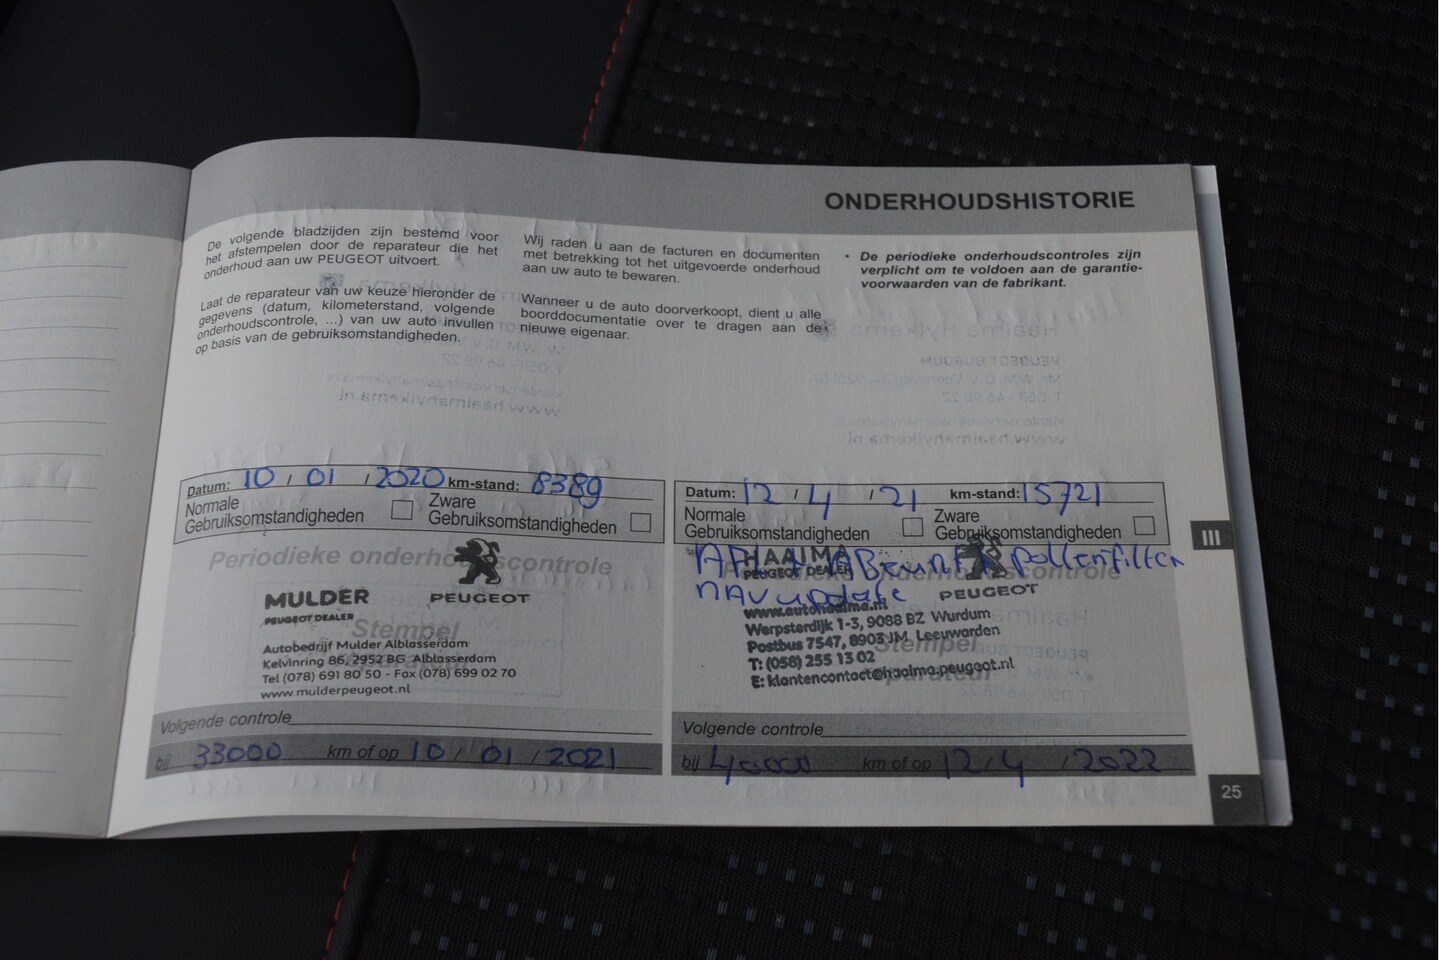 ONDERHOUDSHISTORIE
De volgende bladzijden zijn bestemd voor
het afstempelen door de reparateur die het
onderhoud aan uw PEUGEOT uitvoert.
Laat de reparateur van uw keuze hieronder de
gegevens (datum, kilometerstand, volgende
onderhoudscontrole, ...) van uw auto invullen
op basis van de gebruiksomstandigheden.
Wij raden u aan de facturen en documenten
met betrekking tot het uitgevoerde onderhoud
aan uw auto te bewaren.
Wanneer u de auto doorverkoopt, dient u alle
boorddocumentatie over te dragen aan de
nieuwe eigenaar.
• De periodieke onderhoudscontroles zijn
verplicht om te voldoen aan de garantie-
voorwaarden van de fabrikant.
Datum: 10 / 01 / 2020 km-stand: 8389
Normale
Gebruiksomstandigheden
Zware
Gebruiksomstandigheden
Periodieke onderhoudscontrole
MULDER
PEUGEOT DEALER
PEUGEOT
Stempel
Autobedrijf Mulder Alblasserdam
Kelvinring 86, 2952 BG Alblasserdam
Tel (078) 691 80 50 - Fax (078) 699 02 70
www.mulderpeugeot.nl
Volgende controle
bij 33000 km of op 10 / 01 / 2021
Datum: 12 / 4 / 21 km-stand: 15721
Normale
Gebruiksomstandigheden
Zware
Gebruiksomstandigheden
HAAIMA
PEUGEOT DEALER
pollenfilter
NAV update
PEUGEOT
www.autohaaima.nl
Werpsterdijk 1-3, 9088 BZ Wurdum
Postbus 7547, 8903 JM Leeuwarden
Stempel
T: (058) 255 13 02
E: klantencontact@haaima.peugeot.nl
reparateur
Volgende controle
bij 40000 km of op 12 / 4 / 2022
III
25